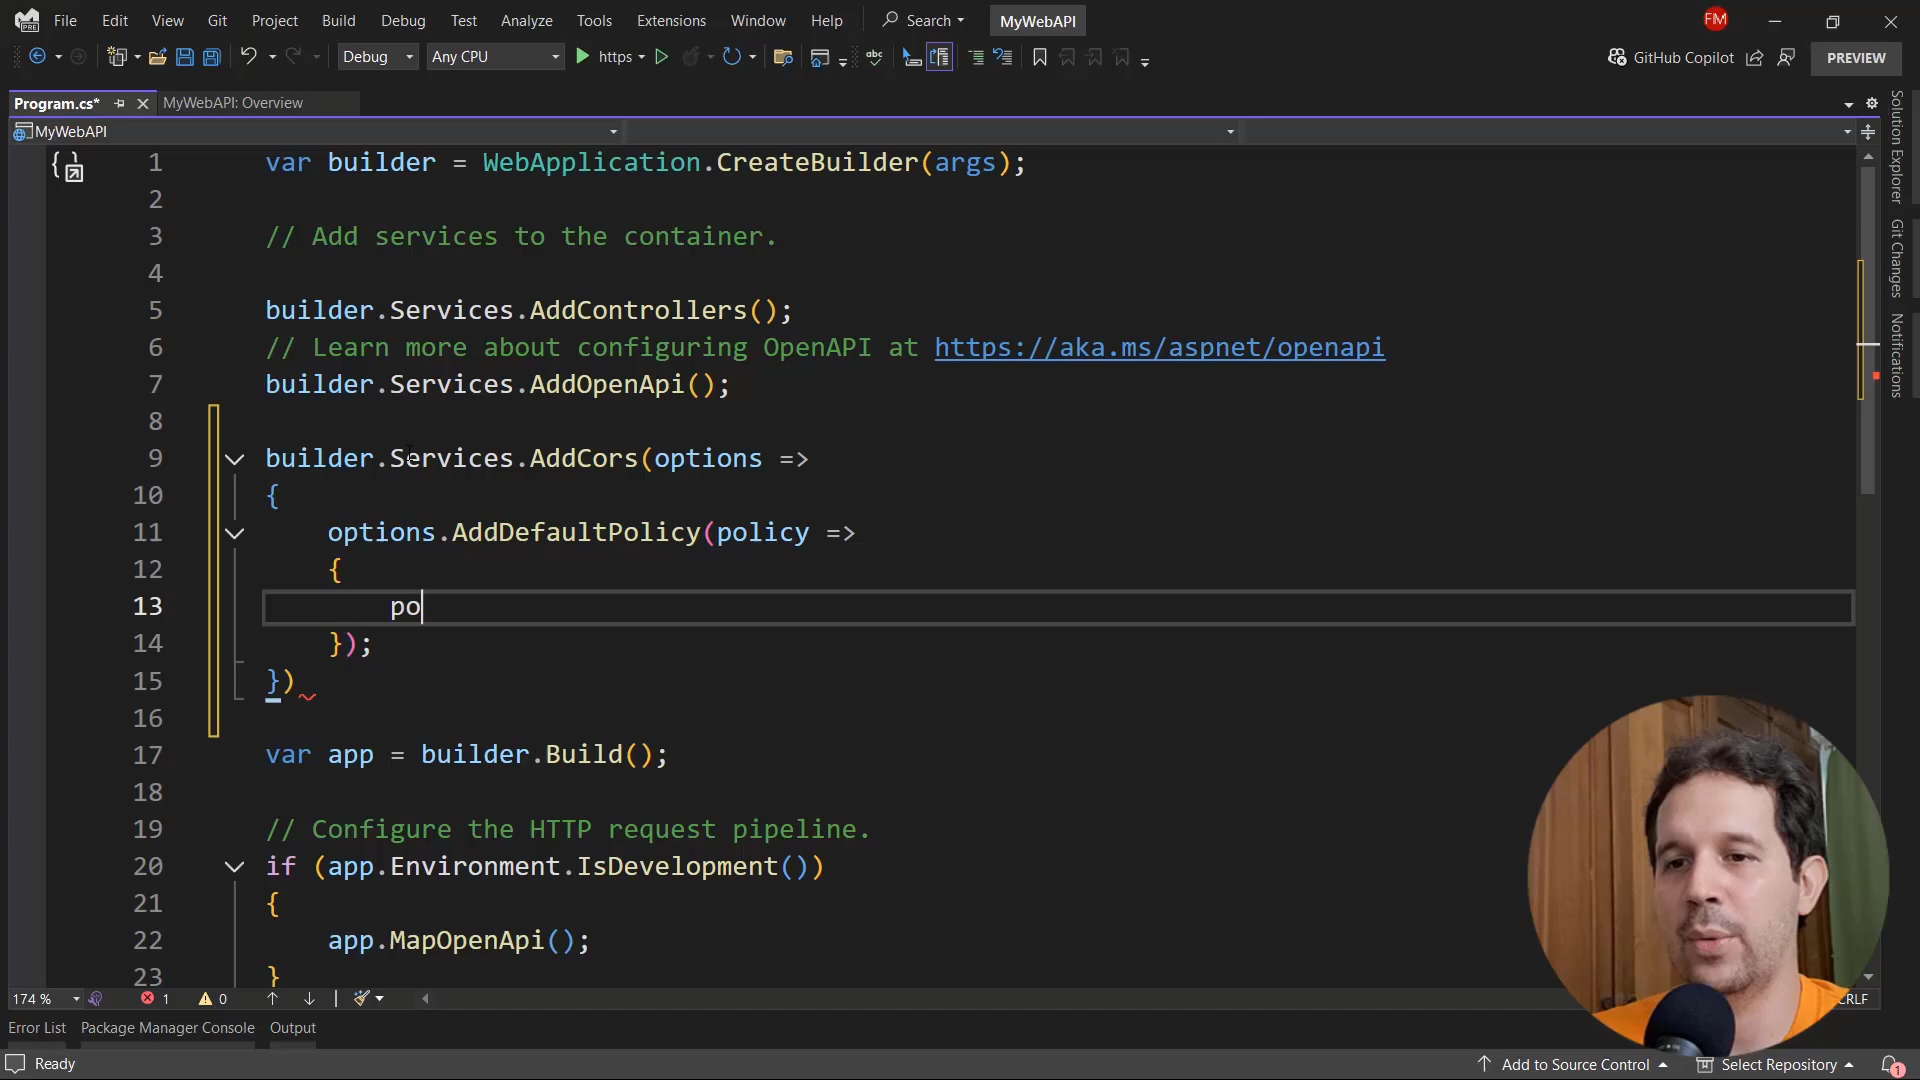 File Edit View Git Project Build Debug Test Analyze Tools Extensions Window Help Search MyWebAPI FM
PRE Debug Any CPU https abc GitHub Copilot PREVIEW
Program.cs* MyWebAPI: Overview
MyWebAPI
1 var builder = WebApplication.CreateBuilder(args);
2
3 // Add services to the container.
4
5 builder.Services.AddControllers();
6 // Learn more about configuring OpenAPI at https://aka.ms/aspnet/openapi
7 builder.Services.AddOpenApi();
8
9 builder.Services.AddCors(options =>
10 {
11 options.AddDefaultPolicy(policy =>
12 {
13 po
14 });
15 })
16
17 var app = builder.Build();
18
19 // Configure the HTTP request pipeline.
20 if (app.Environment.IsDevelopment())
21 {
22 app.MapOpenApi();
23 }
Solution Explorer
Git Changes
Notifications
174 % 1 0 CRLF
Error List Package Manager Console Output
Ready Add to Source Control Select Repository 1